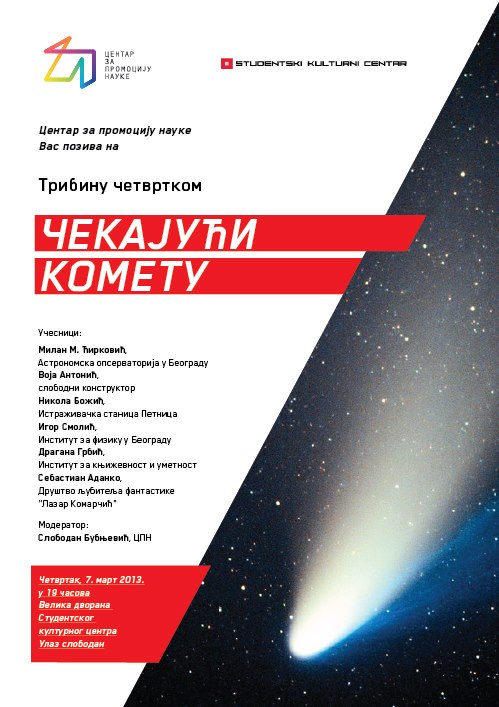 ЦЕНТАР
ЗА
ПРОМОЦИЈУ
НАУКЕ
STUDENTSKI KULTURNI CENTAR
Центар за промоцију науке
Вас позива на
Трибину четвртком
ЧЕКАЈУЋИ
КОМЕТУ
Учесници:
Милан М. Ћирковић,
Астрономска опсерваторија у Београду
Воја Антонић,
слободни конструктор
Никола Божић,
Истраживачка станица Петница
Игор Смолић,
Институт за физику у Београду
Драгана Грбић,
Институт за књижевност и уметност
Себастиан Аданко,
Друштво љубитеља фантастике
"Лазар Комарчић"
Модератор:
Слободан Бубњевић, ЦПН
Четвртак, 7. март 2013.
у 19 часова
Велика дворана
Студентског
културног центра
Улаз слободан